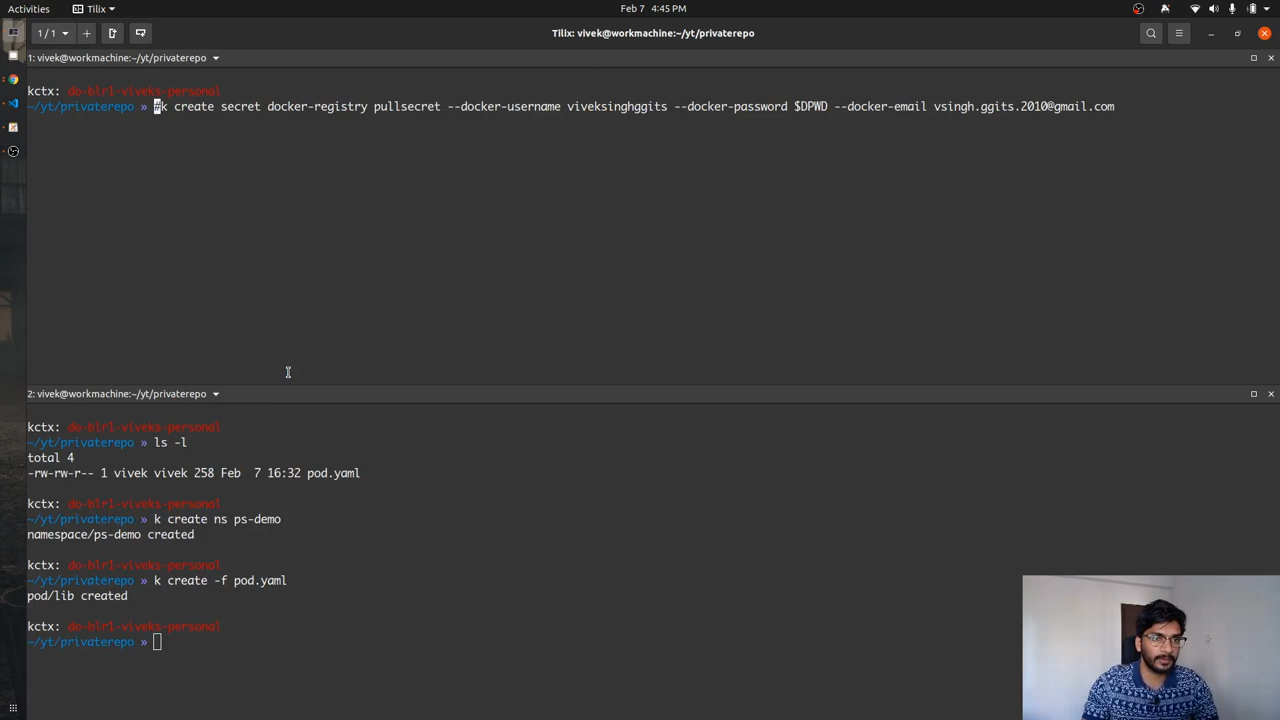 Activities
Tilix
Feb 7 4:45 PM
1 / 1
Tilix: vivek@workmachine:~/yt/privaterepo
1: vivek@workmachine:~/yt/privaterepo
kctx: do-blr1-viveks-personal
~/yt/privaterepo » #k create secret docker-registry pullsecret --docker-username viveksinghggits --docker-password $DPWD --docker-email vsingh.ggits.2010@gmail.com
2: vivek@workmachine:~/yt/privaterepo
kctx: do-blr1-viveks-personal
~/yt/privaterepo » ls -l
total 4
-rw-rw-r-- 1 vivek vivek 258 Feb  7 16:32 pod.yaml
kctx: do-blr1-viveks-personal
~/yt/privaterepo » k create ns ps-demo
namespace/ps-demo created
kctx: do-blr1-viveks-personal
~/yt/privaterepo » k create -f pod.yaml
pod/lib created
kctx: do-blr1-viveks-personal
~/yt/privaterepo »